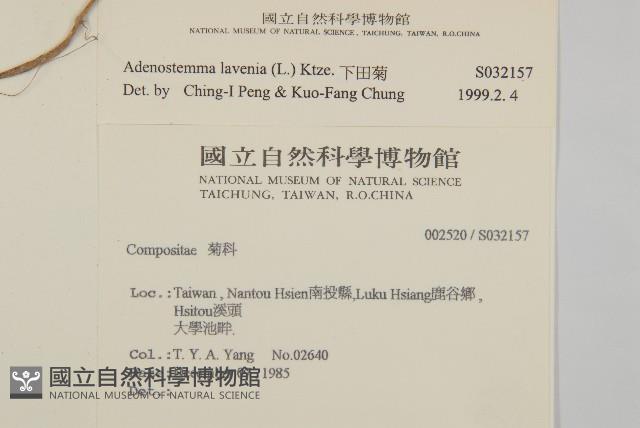 國立自然科學博物館
NATIONAL MUSEUM OF NATURAL SCIENCE, TAICHUNG, TAIWAN, R.O.CHINA
Adenostemma lavenia (L.) Ktze. 下田菊 S032157
Det. by Ching-I Peng & Kuo-Fang Chung 1999.2.4
國立自然科學博物館
NATIONAL MUSEUM OF NATURAL SCIENCE
TAICHUNG, TAIWAN, R.O.CHINA
002520 / S032157
Compositae 菊科
Loc.:Taiwan , Nantou Hsien南投縣,Luku Hsiang鹿谷鄉 ,
Hsitou溪頭
大學池畔.
Col.:T. Y. A. Yang No.02640
1985
Det.:
國立自然科學博物館
NATIONAL MUSEUM OF NATURAL SCIENCE